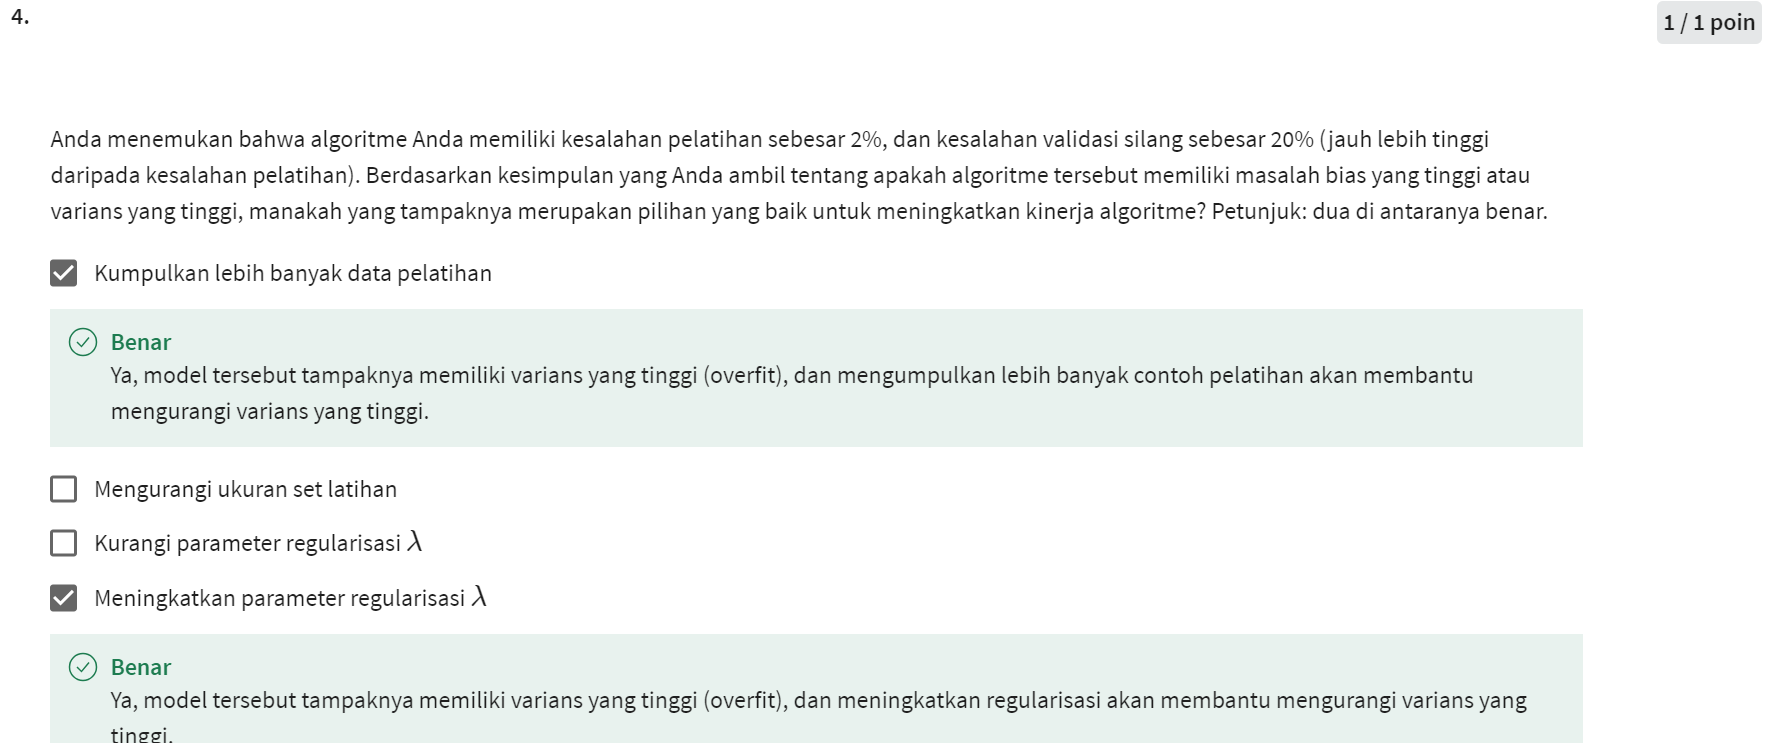 4.
1 / 1 poin
Anda menemukan bahwa algoritme Anda memiliki kesalahan pelatihan sebesar 2%, dan kesalahan validasi silang sebesar 20% (jauh lebih tinggi
daripada kesalahan pelatihan). Berdasarkan kesimpulan yang Anda ambil tentang apakah algoritme tersebut memiliki masalah bias yang tinggi atau
varians yang tinggi, manakah yang tampaknya merupakan pilihan yang baik untuk meningkatkan kinerja algoritme? Petunjuk: dua di antaranya benar.
Kumpulkan lebih banyak data pelatihan
Benar
Ya, model tersebut tampaknya memiliki varians yang tinggi (overfit), dan mengumpulkan lebih banyak contoh pelatihan akan membantu
mengurangi varians yang tinggi.
Mengurangi ukuran set latihan
Kurangi parameter regularisasi λ
Meningkatkan parameter regularisasi λ
Benar
Ya, model tersebut tampaknya memiliki varians yang tinggi (overfit), dan meningkatkan regularisasi akan membantu mengurangi varians yang
tinggi.